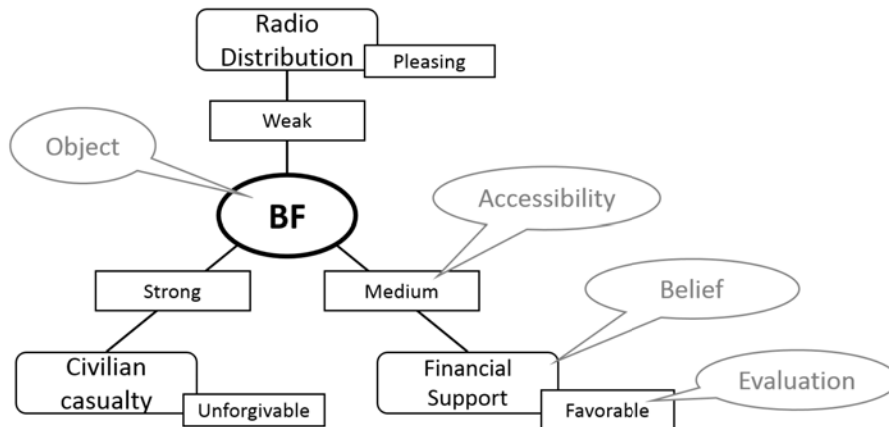 Radio
Distribution
Pleasing
Weak
Object
Accessibility
BF
Strong
Medium
Belief
Civilian
casualty
Unforgivable
Financial
Support
Favorable
Evaluation